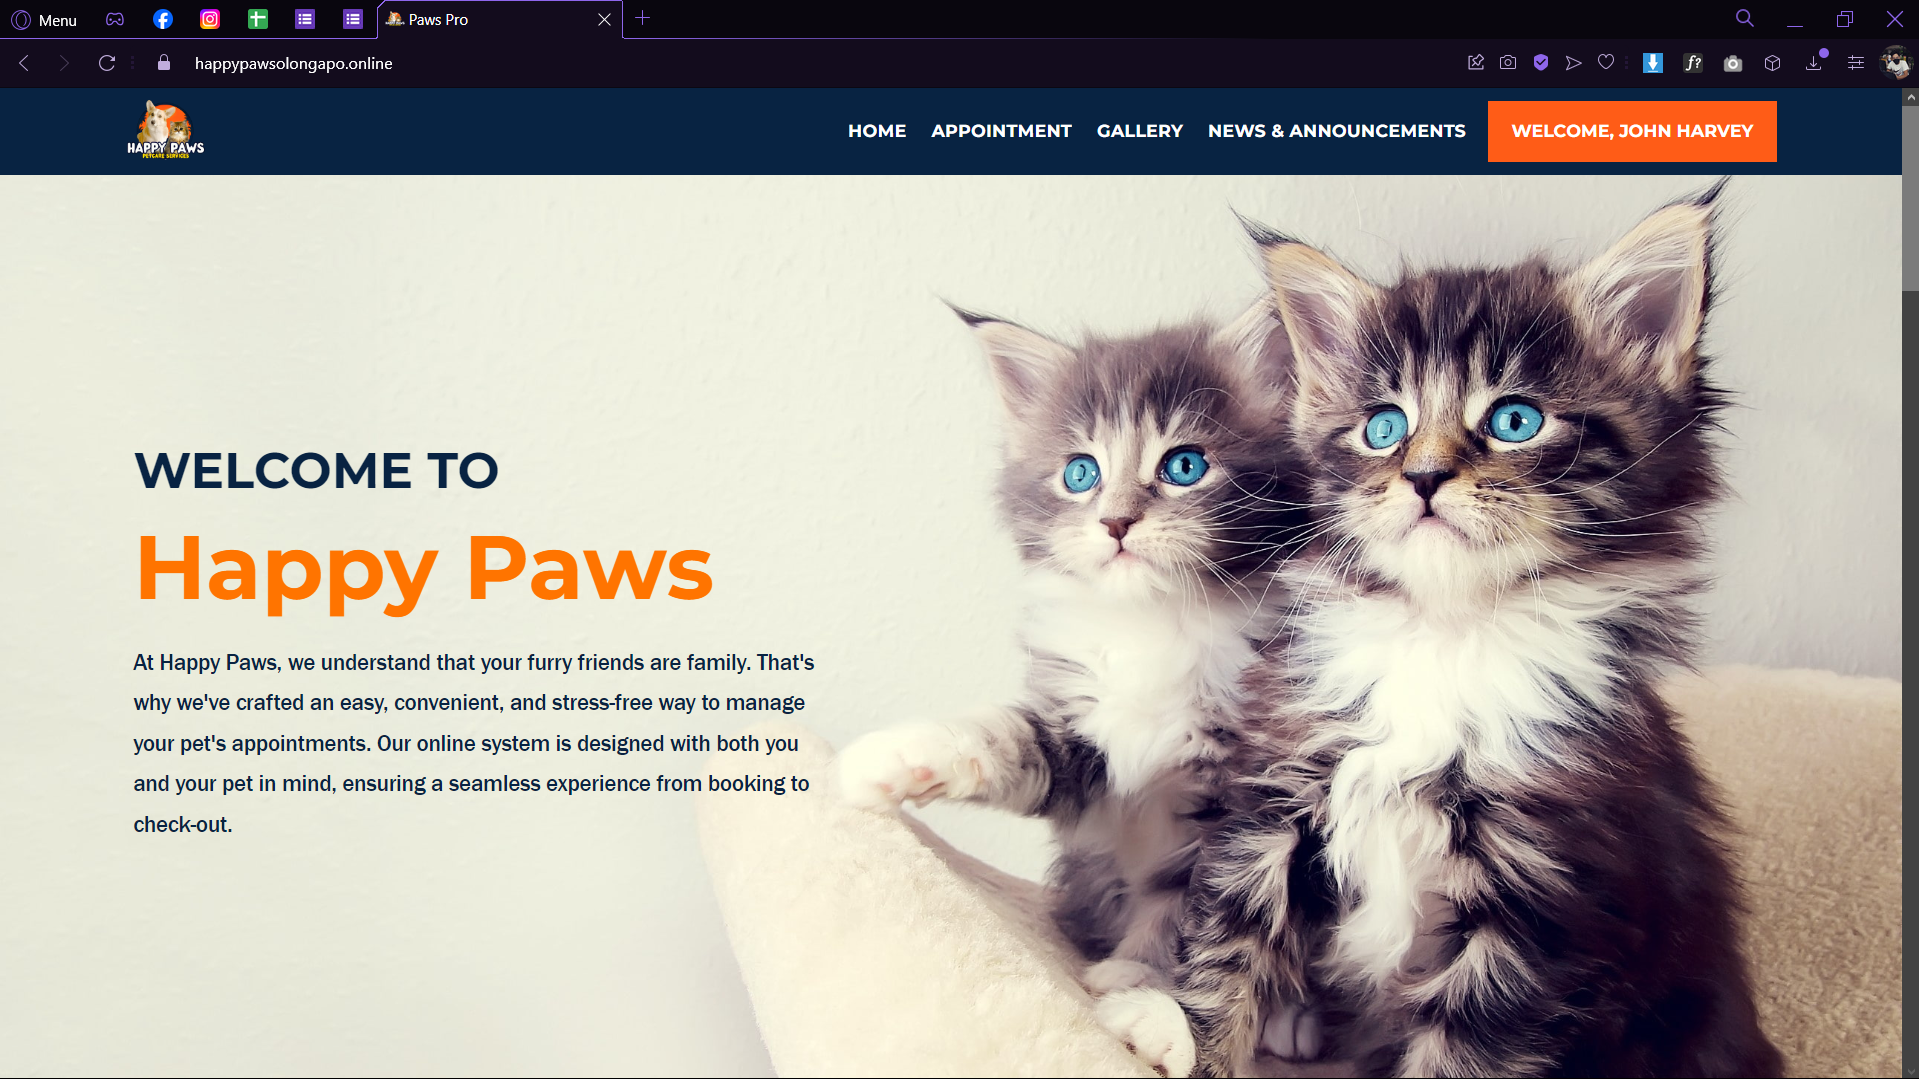 Menu
Paws Pro
happypawsolongapo.online
f?
HAPPY PAWS
PETCARE SERVICES
HOME
APPOINTMENT
GALLERY
NEWS & ANNOUNCEMENTS
WELCOME, JOHN HARVEY
WELCOME TO
Happy Paws
At Happy Paws, we understand that your furry friends are family. That's
why we've crafted an easy, convenient, and stress-free way to manage
your pet's appointments. Our online system is designed with both you
and your pet in mind, ensuring a seamless experience from booking to
check-out.